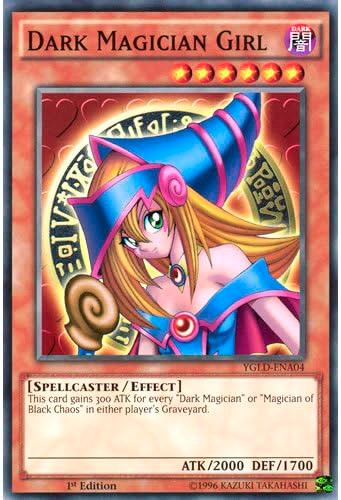 DARK MAGICIAN GIRL
DARK
闇
YGLD-ENA04
[SPELLCASTER / EFFECT]
This card gains 300 ATK for every "Dark Magician" or "Magician of
Black Chaos" in either player's Graveyard.
ATK/2000 DEF/1700
1st Edition
©1996 KAZUKI TAKAHASHI